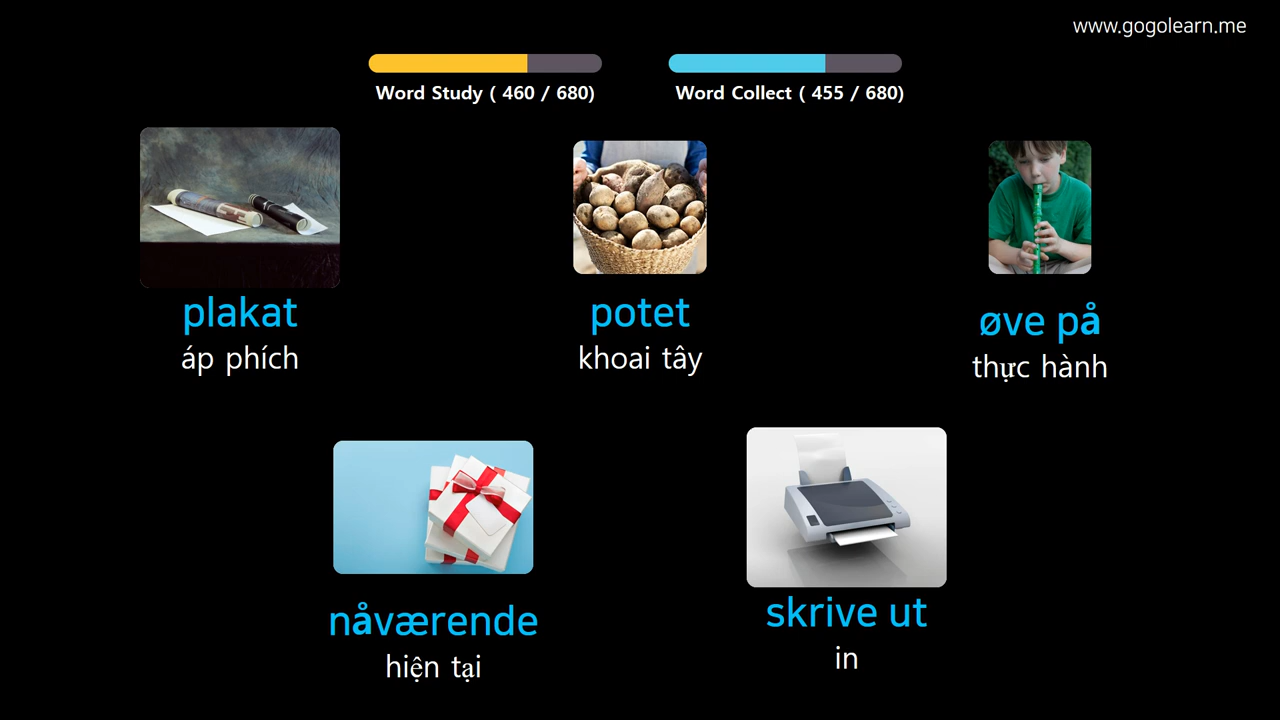 www.gogolearn.me
Word Study ( 460 / 680)
Word Collect ( 455 / 680)
plakat
áp phích
potet
khoai tây
øve på
thực hành
nåværende
hiện tại
skrive ut
in